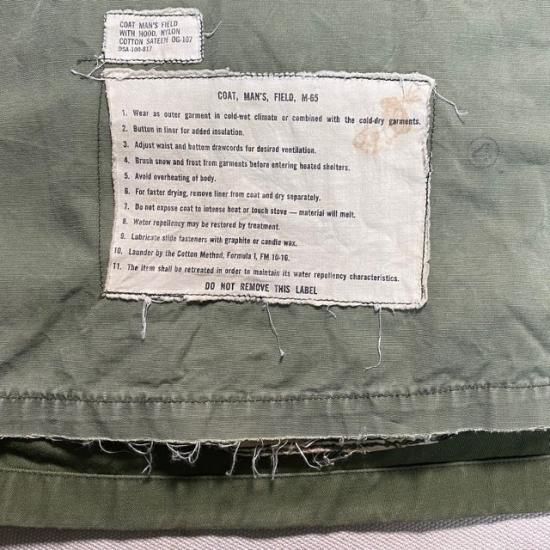 COAT MAN'S FIELD
WITH HOOD, NYLON
COTTON SATEEN OG-107
DSA-100-817
COAT, MAN'S, FIELD, M-65
1. Wear as outer garment in cold-wet climate or combined with the cold-dry garments.
2. Button in liner for added insulation.
3. Adjust waist and bottom drawcords for desired ventilation.
4. Brush snow and frost from garments before entering heated shelters.
5. Avoid overheating of body.
6. For faster drying, remove liner from coat and dry separately.
7. Do not expose coat to intense heat or touch stove — material will melt.
8. Water repellency may be restored by treatment.
9. Lubricate slide fasteners with graphite or candle wax.
10. Launder by the Cotton Method, Formula I, FM 10-16.
11. The item shall be retreated in order to maintain its water repellency characteristics.
DO NOT REMOVE THIS LABEL